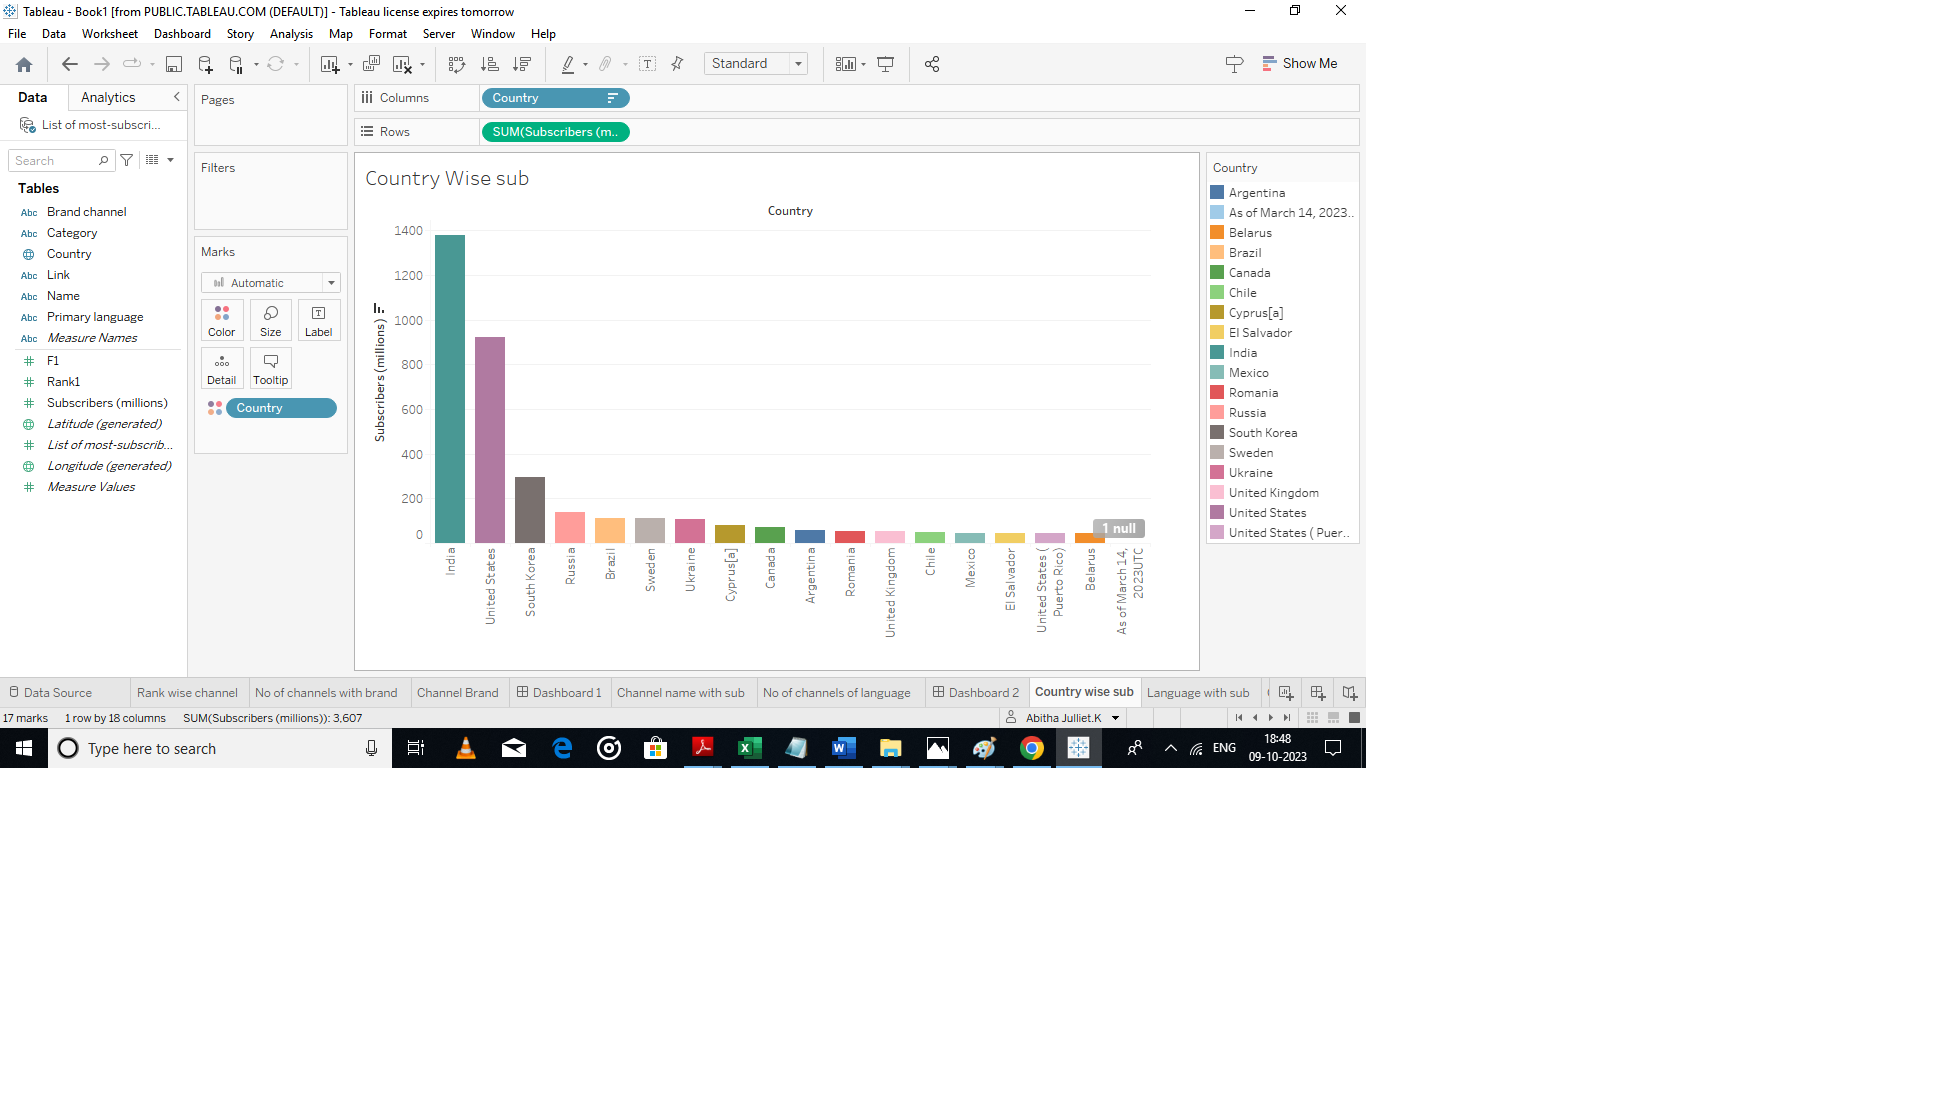 Tableau - Book1 [from PUBLIC.TABLEAU.COM (DEFAULT)] - Tableau license expires tomorrow
File Data Worksheet Dashboard Story Analysis Map Format Server Window Help
Standard
Show Me
Data Analytics
List of most-subscri...
Search
Tables
Abc Brand channel
Abc Category
Country
Abc Link
Abc Name
Abc Primary language
Abc Measure Names
F1
Rank1
Subscribers (millions)
Latitude (generated)
List of most-subscrib...
Longitude (generated)
Measure Values
Pages
Filters
Marks
Automatic
Color Size Label
Detail Tooltip
Country
Columns Country
Rows SUM(Subscribers (m..
Country Wise sub
Country
Subscribers (millions)
1400
1200
1000
800
600
400
200
0
1 null
India
United States
South Korea
Russia
Brazil
Sweden
Ukraine
Cyprus[a]
Canada
Argentina
Romania
United Kingdom
Chile
Mexico
El Salvador
United States (
Puerto Rico)
Belarus
As of March 14,
2023UTC
Country
Argentina
As of March 14, 2023..
Belarus
Brazil
Canada
Chile
Cyprus[a]
El Salvador
India
Mexico
Romania
Russia
South Korea
Sweden
Ukraine
United Kingdom
United States
United States ( Puer..
Data Source Rank wise channel No of channels with brand Channel Brand Dashboard 1 Channel name with sub No of channels of language Dashboard 2 Country wise sub Language with sub
17 marks 1 row by 18 columns SUM(Subscribers (millions)): 3,607 Abitha Julliet.K
Type here to search
ENG
18:48
09-10-2023